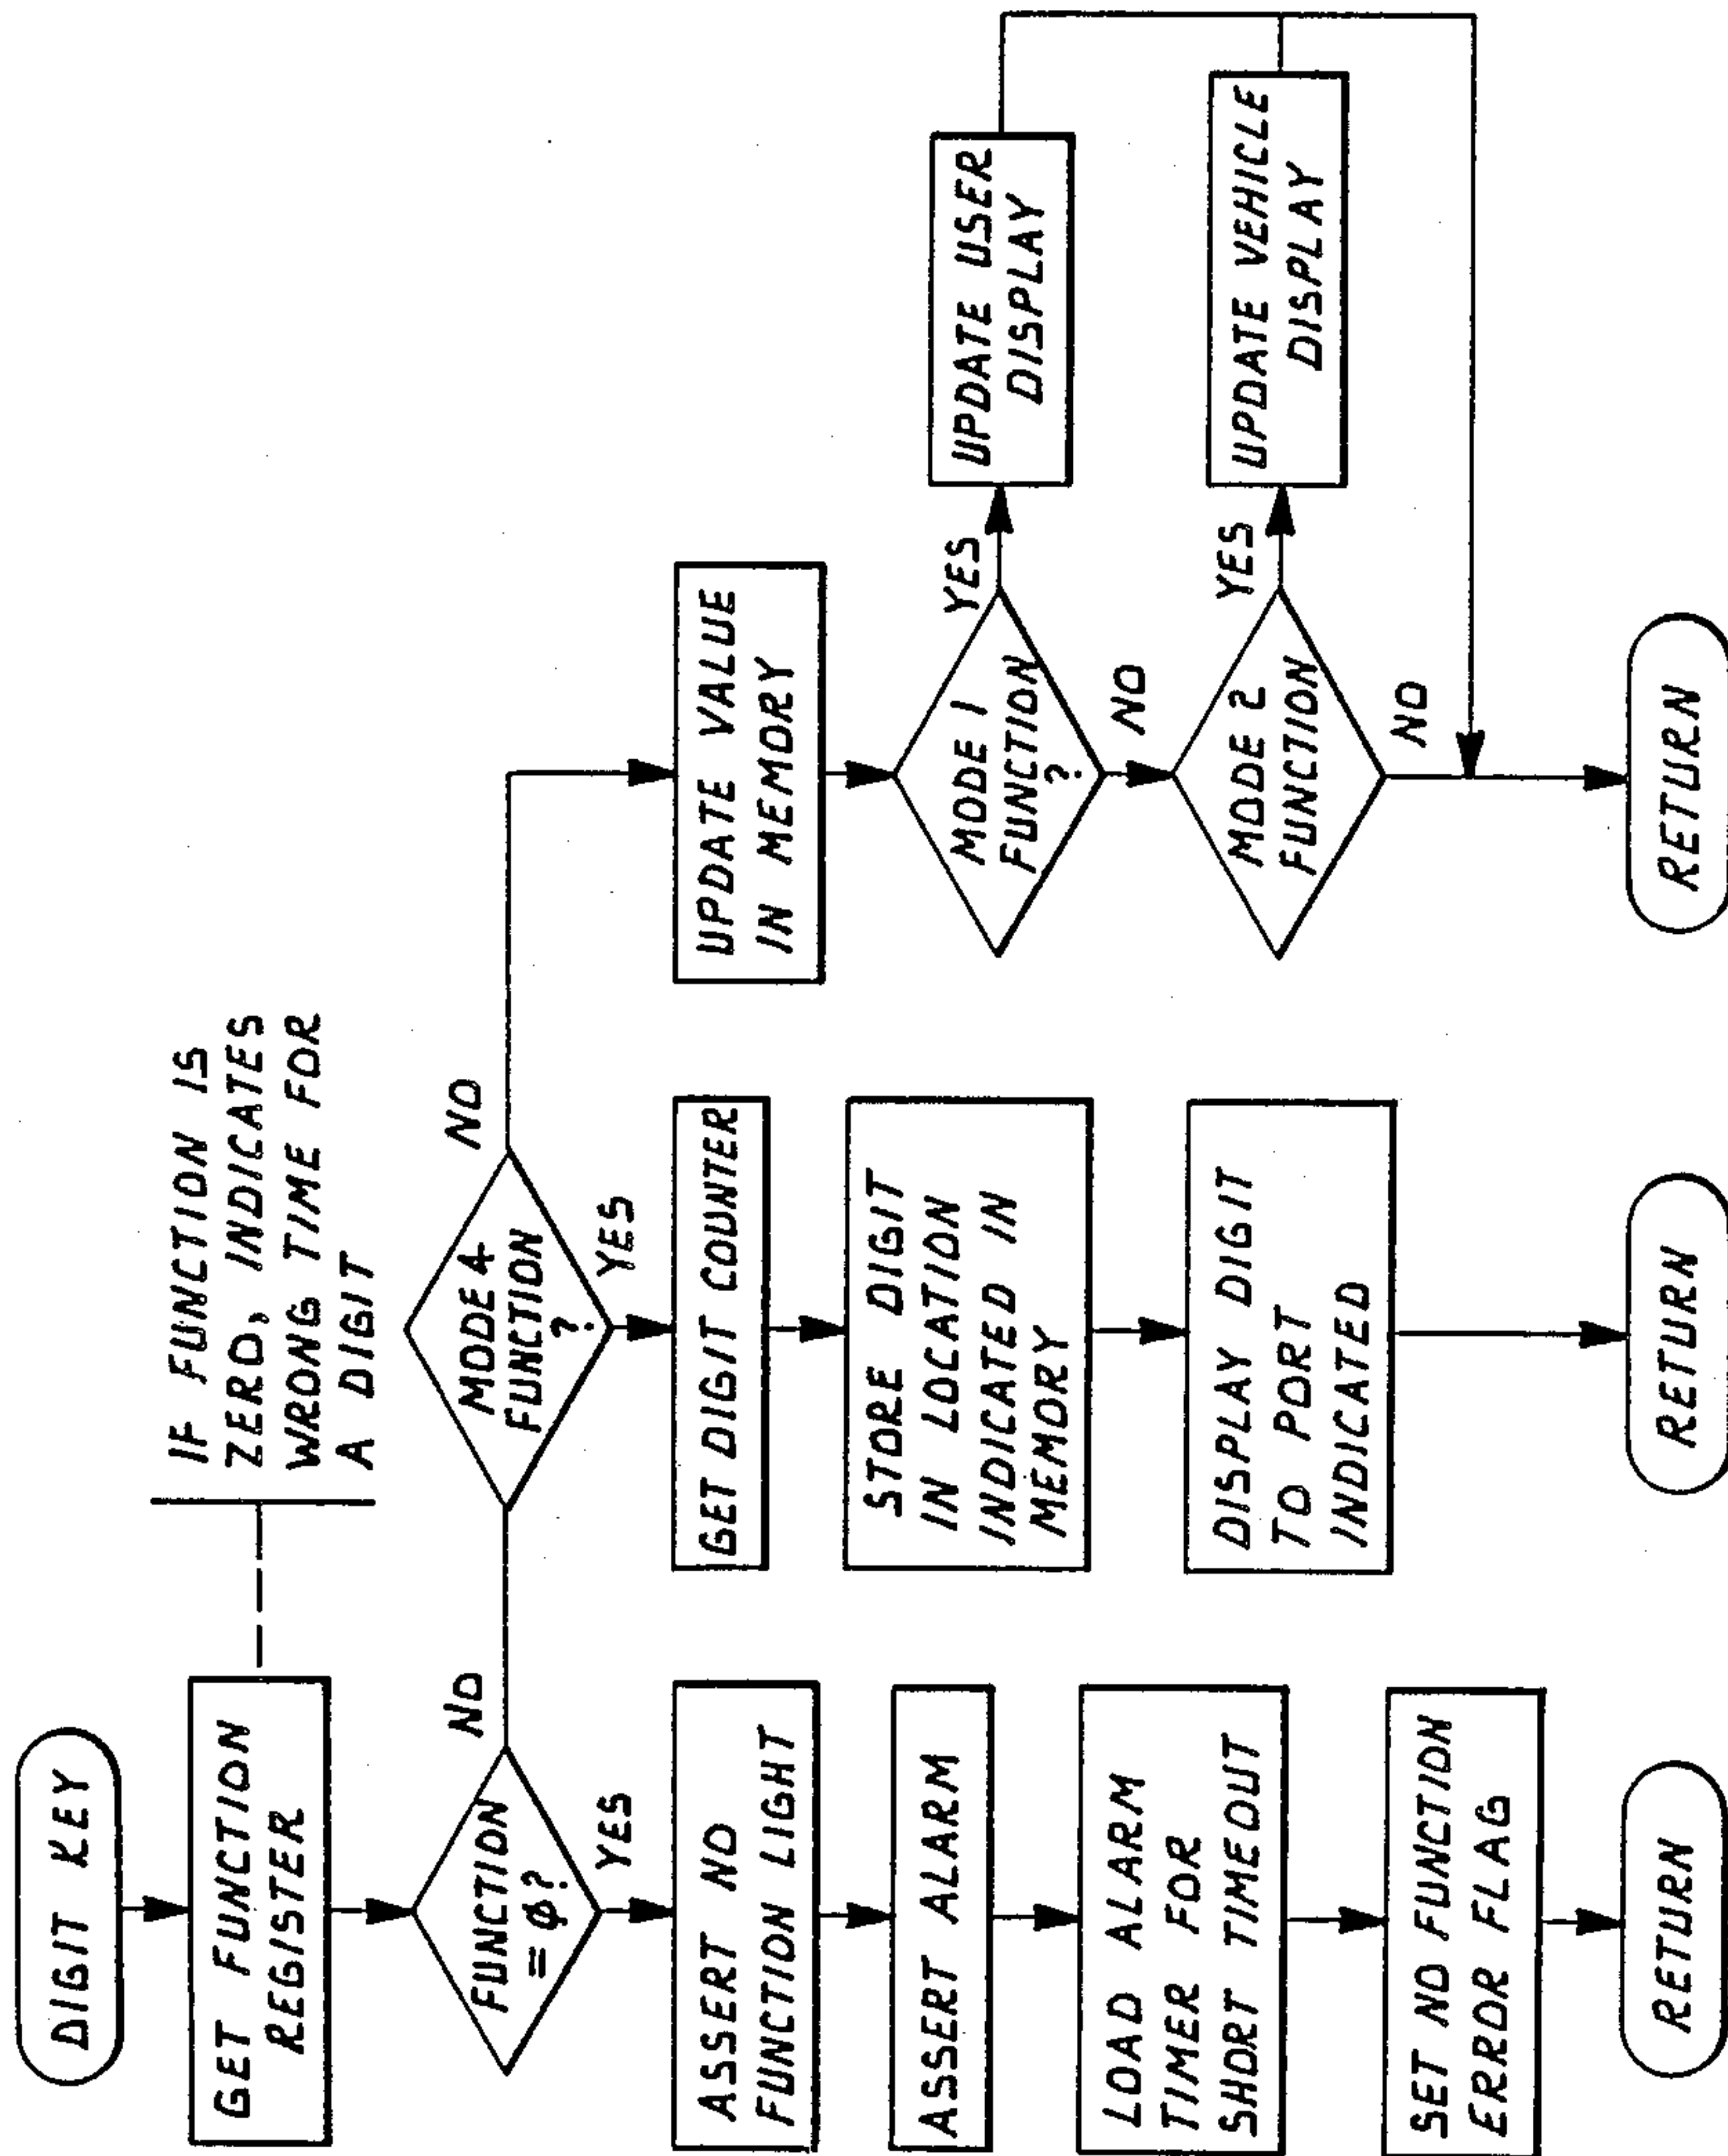 DIGIT KEY
GET FUNCTION
REGISTER
IF FUNCTION IS
ZERO, INDICATES
WRONG TIME FOR
A DIGIT
FUNCTION
= Ø?
NO
YES
ASSERT NO
FUNCTION LIGHT
ASSERT ALARM
LOAD ALARM
TIMER FOR
SHORT TIMEOUT
SET NO FUNCTION
ERROR FLAG
RETURN
MODE 4
FUNCTION
?
NO
YES
GET DIGIT COUNTER
STORE DIGIT
IN LOCATION
INDICATED IN
MEMORY
DISPLAY DIGIT
TO PORT
INDICATED
RETURN
UPDATE VALUE
IN MEMORY
MODE 1
FUNCTION
?
YES
UPDATE USER
DISPLAY
NO
MODE 2
FUNCTION
YES
UPDATE VEHICLE
DISPLAY
NO
RETURN